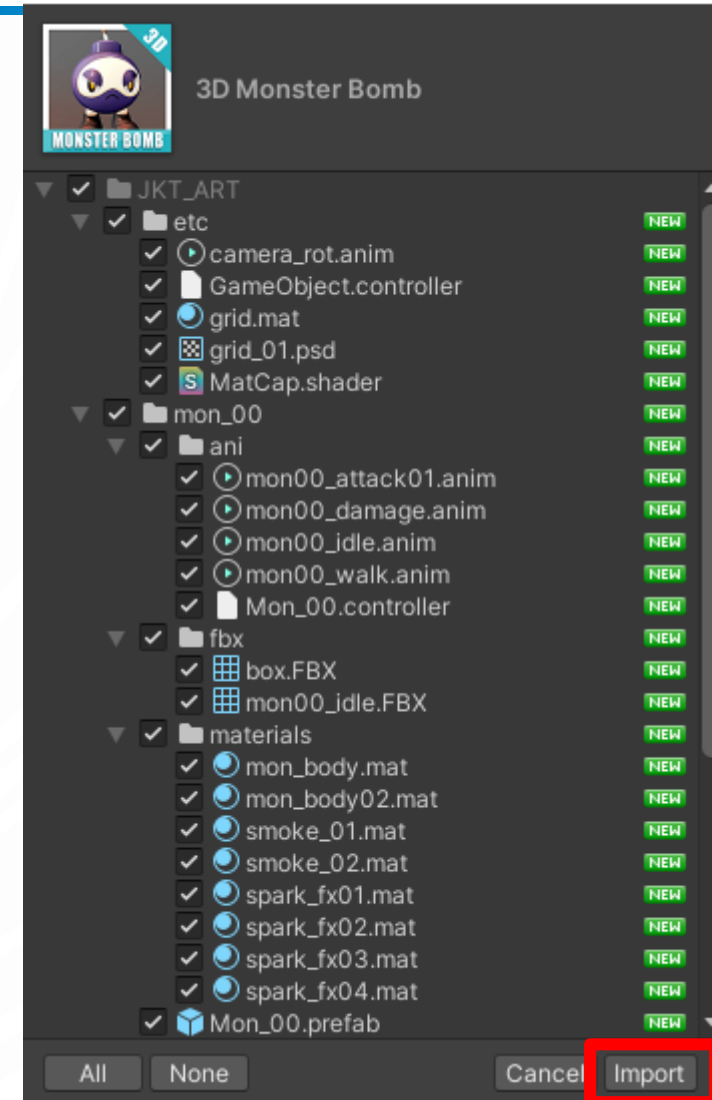 3D
MONSTER BOMB
3D Monster Bomb
JKT_ART
etc NEW
camera_rot.anim NEW
GameObject.controller NEW
grid.mat NEW
grid_01.psd NEW
S MatCap.shader NEW
mon_00 NEW
ani NEW
mon00_attack01.anim NEW
mon00_damage.anim NEW
mon00_idle.anim NEW
mon00_walk.anim NEW
Mon_00.controller NEW
fbx NEW
box.FBX NEW
mon00_idle.FBX NEW
materials NEW
mon_body.mat NEW
mon_body02.mat NEW
smoke_01.mat NEW
smoke_02.mat NEW
spark_fx01.mat NEW
spark_fx02.mat NEW
spark_fx03.mat NEW
spark_fx04.mat NEW
Mon_00.prefab NEW
All None Cancel Import